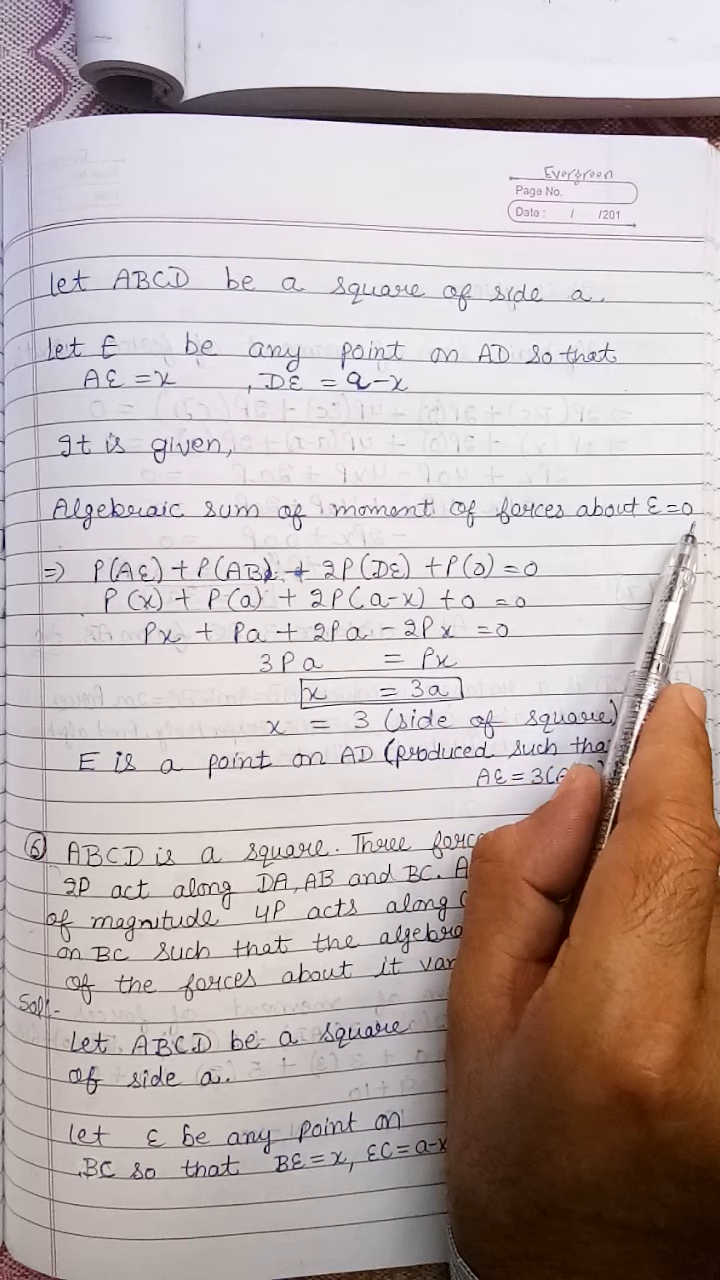 Evergreen
Page No.
Date : / /201
let ABCD be a square of side a.
let E be any point on AD so that
AE = x , DE = a-x
It is given,
Algebraic sum of moment of forces about E = 0
=) P(AE) + P(AB) + 2P(DE) + P(0) = 0
P(x) + P(a) + 2P(a-x) + 0 = 0
Px + Pa + 2Pa - 2Px = 0
3Pa = Px
x = 3a
x = 3 (side of square)
E is a point on AD (produced such
AE = 3(
6 ABCD is a square. Three
2P act along DA, AB and BC.
of magnitude 4P acts along
on BC such that the
of the forces about it
Sol:-
Let ABCD be a square
of side a.
let E be any point on
BC so that BE = x, EC = a-x